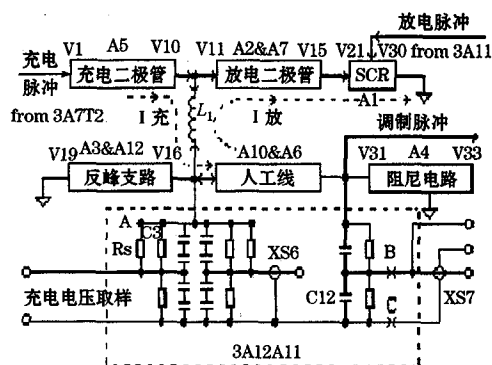 放电脉冲
V1 A5 V10 V11 A2&A7 V15 V21 V30 from 3A11
充电
脉冲
充电二极管 放电二极管 SCR
from 3A7T2
I 充 L1 I 放 A1
调制脉冲
V19 A3&A12 V16 A10&A6 V31 A4 V33
反峰支路 人工线 阻尼电路
A C3
Rs XS6 B
充电电压取样 C12 C XS7
3A12A11